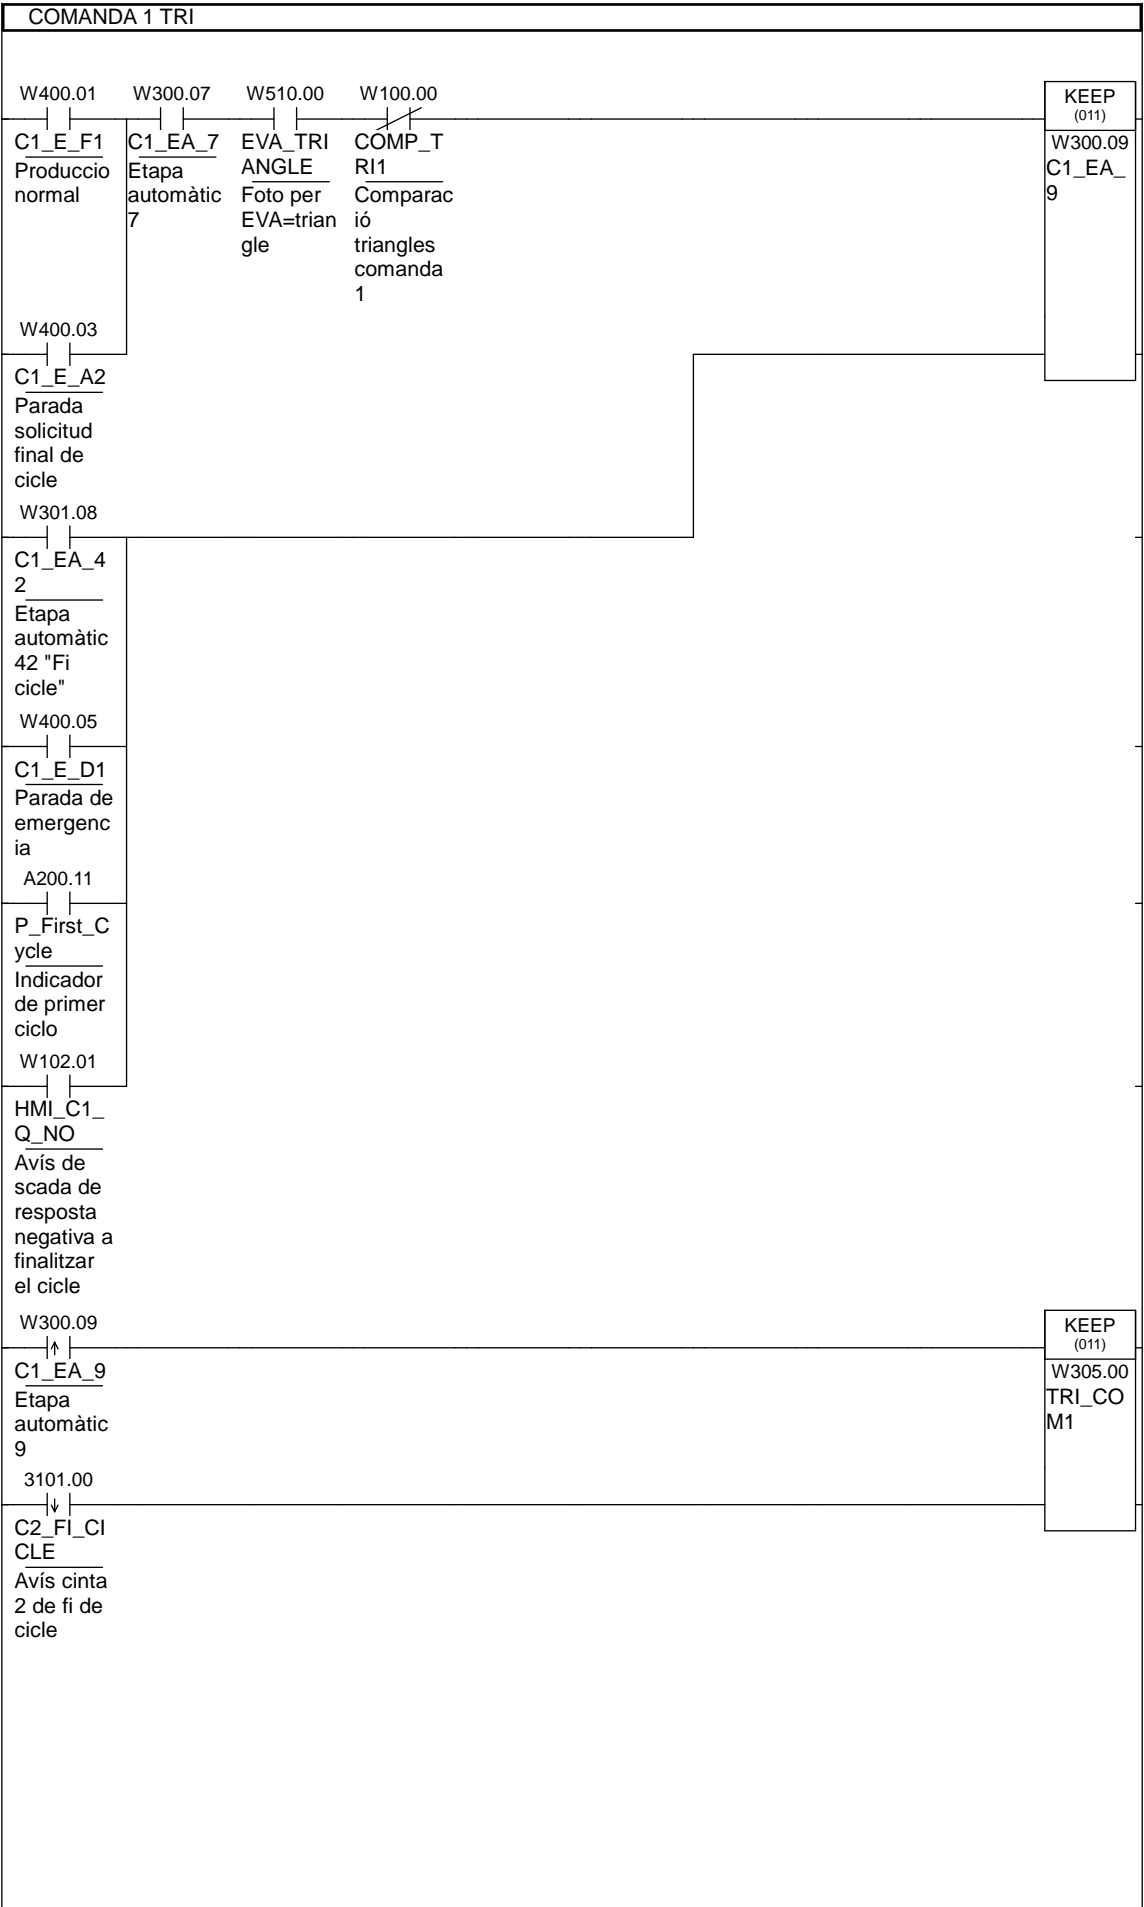 COMANDA 1 TRI
W400.01 W300.07 W510.00 W100.00 KEEP
(011)
C1_E_F1 C1_EA_7 EVA_TRI COMP_T W300.09
ANGLE RI1 C1_EA_
9
Produccio Etapa Foto per Comparac
normal automàtic EVA=trian ió
7 gle triangles
comanda
1
W400.03
C1_E_A2
Parada
solicitud
final de
cicle
W301.08
C1_EA_4
2
Etapa
automàtic
42 "Fi
cicle"
W400.05
C1_E_D1
Parada de
emergenc
ia
A200.11
P_First_C
ycle
Indicador
de primer
ciclo
W102.01
HMI_C1_
Q_NO
Avís de
scada de
resposta
negativa a
finalitzar
el cicle
W300.09 KEEP
(011)
C1_EA_9 W305.00
Etapa TRI_CO
automàtic M1
9
3101.00
C2_FI_CI
CLE
Avís cinta
2 de fi de
cicle